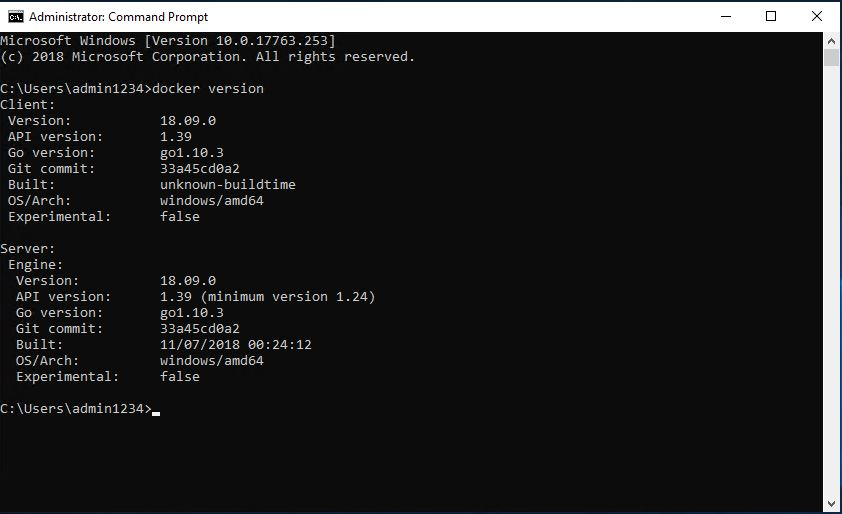 Administrator: Command Prompt
Microsoft Windows [Version 10.0.17763.253]
(c) 2018 Microsoft Corporation. All rights reserved.
C:\Users\admin1234>docker version
Client:
 Version:           18.09.0
 API version:       1.39
 Go version:        go1.10.3
 Git commit:        33a45cd0a2
 Built:             unknown-buildtime
 OS/Arch:           windows/amd64
 Experimental:      false
Server:
 Engine:
  Version:          18.09.0
  API version:      1.39 (minimum version 1.24)
  Go version:       go1.10.3
  Git commit:       33a45cd0a2
  Built:            11/07/2018 00:24:12
  OS/Arch:          windows/amd64
  Experimental:     false
C:\Users\admin1234>